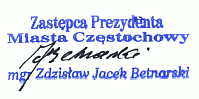 Zastępca Prezydenta
Miasta Częstochowy
mgr Zdzisław Jacek Betnarski